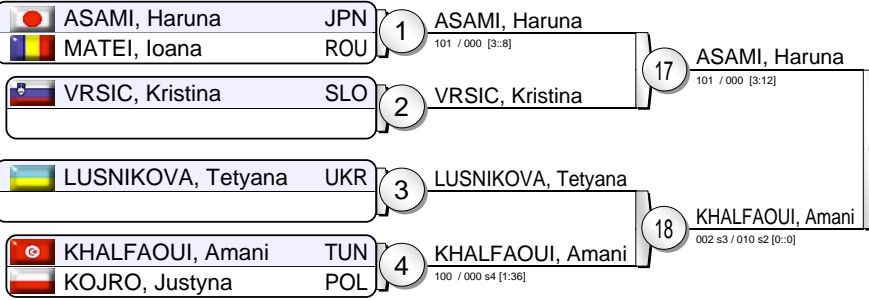 ASAMI, Haruna JPN
MATEI, Ioana ROU
1
ASAMI, Haruna
101 / 000 [3::8]
VRSIC, Kristina SLO
2
VRSIC, Kristina
17
ASAMI, Haruna
101 / 000 [3:12]
LUSNIKOVA, Tetyana UKR
3
LUSNIKOVA, Tetyana
KHALFAOUI, Amani TUN
KOJRO, Justyna POL
4
KHALFAOUI, Amani
100 / 000 s4 [1:36]
18
KHALFAOUI, Amani
002 s3 / 010 s2 [0::0]